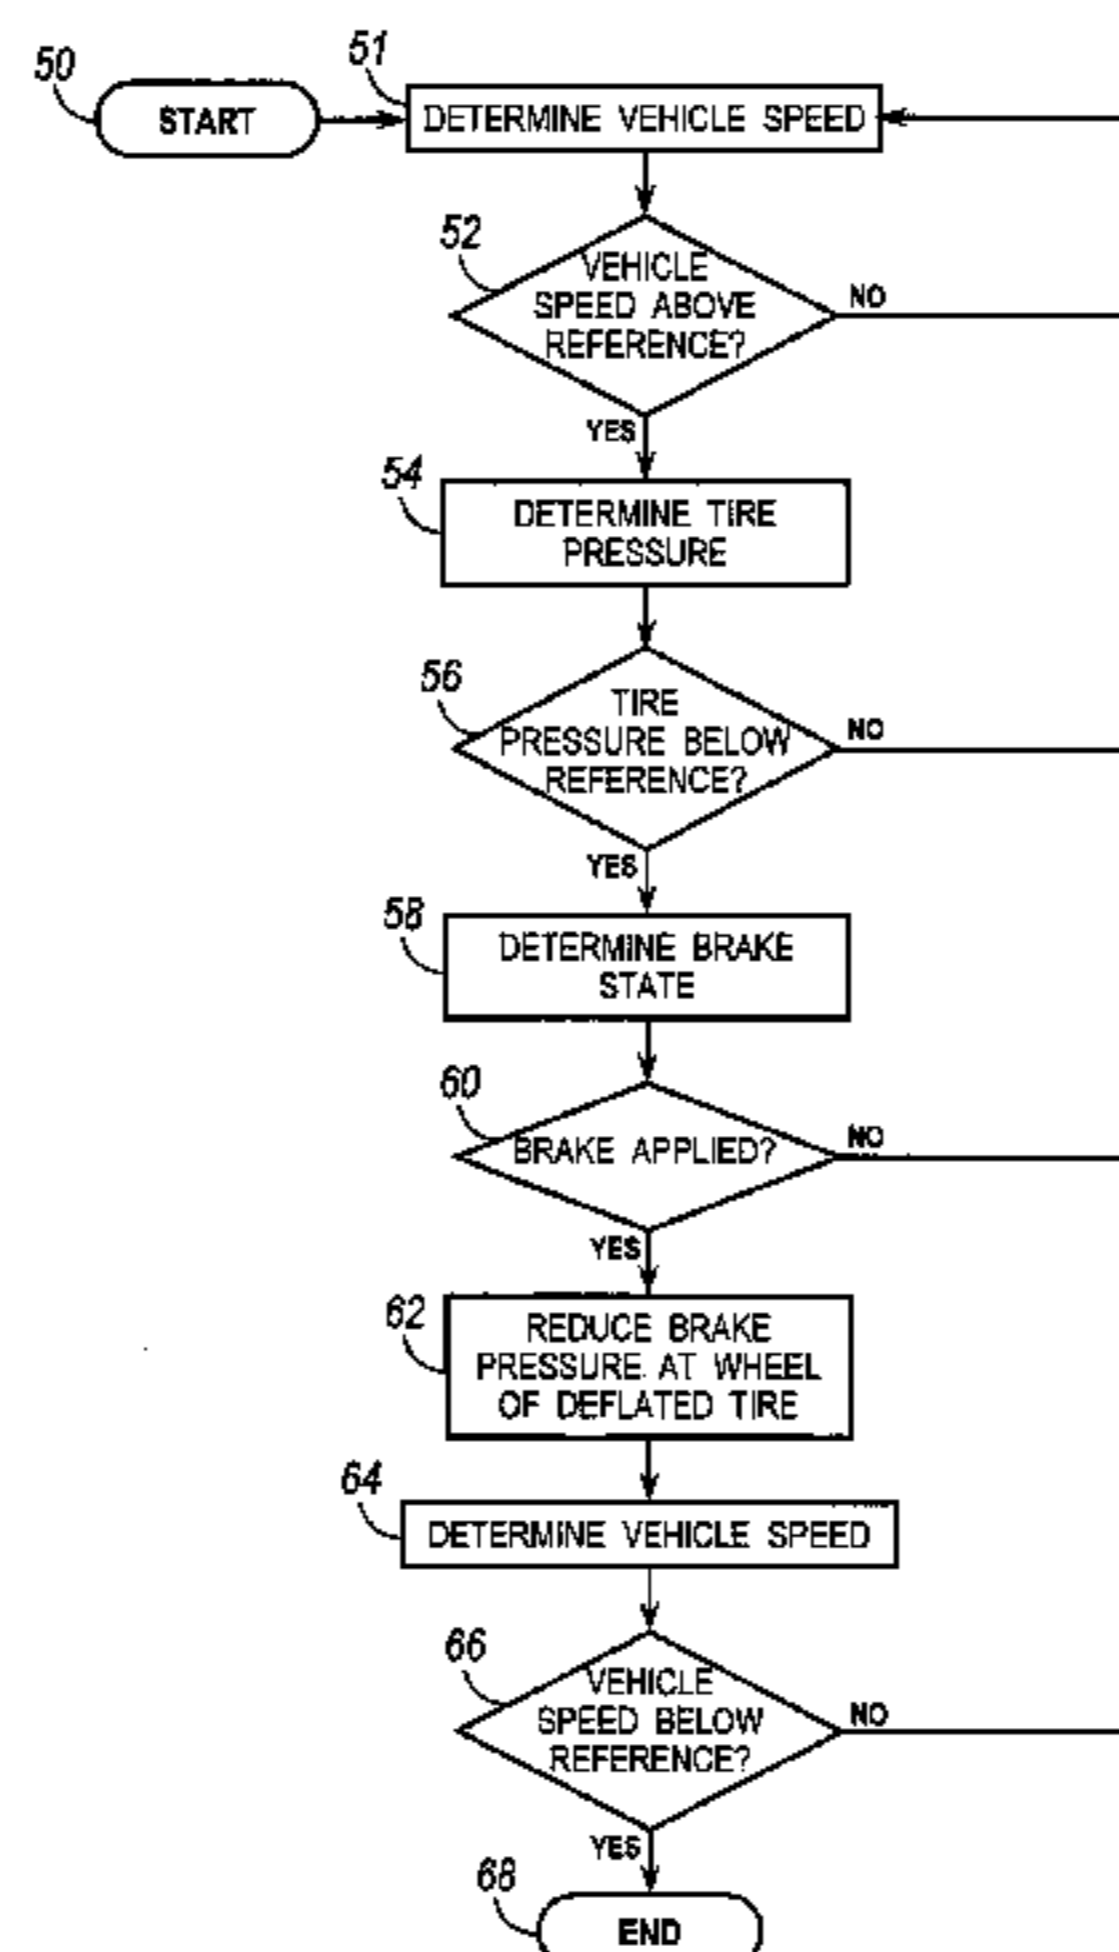 50
START
51
DETERMINE VEHICLE SPEED
52
VEHICLE
SPEED ABOVE
REFERENCE?
NO
YES
54
DETERMINE TIRE
PRESSURE
56
TIRE
PRESSURE BELOW
REFERENCE?
NO
YES
58
DETERMINE BRAKE
STATE
60
BRAKE APPLIED?
NO
YES
62
REDUCE BRAKE
PRESSURE AT WHEEL
OF DEFLATED TIRE
64
DETERMINE VEHICLE SPEED
66
VEHICLE
SPEED BELOW
REFERENCE?
NO
YES
68
END